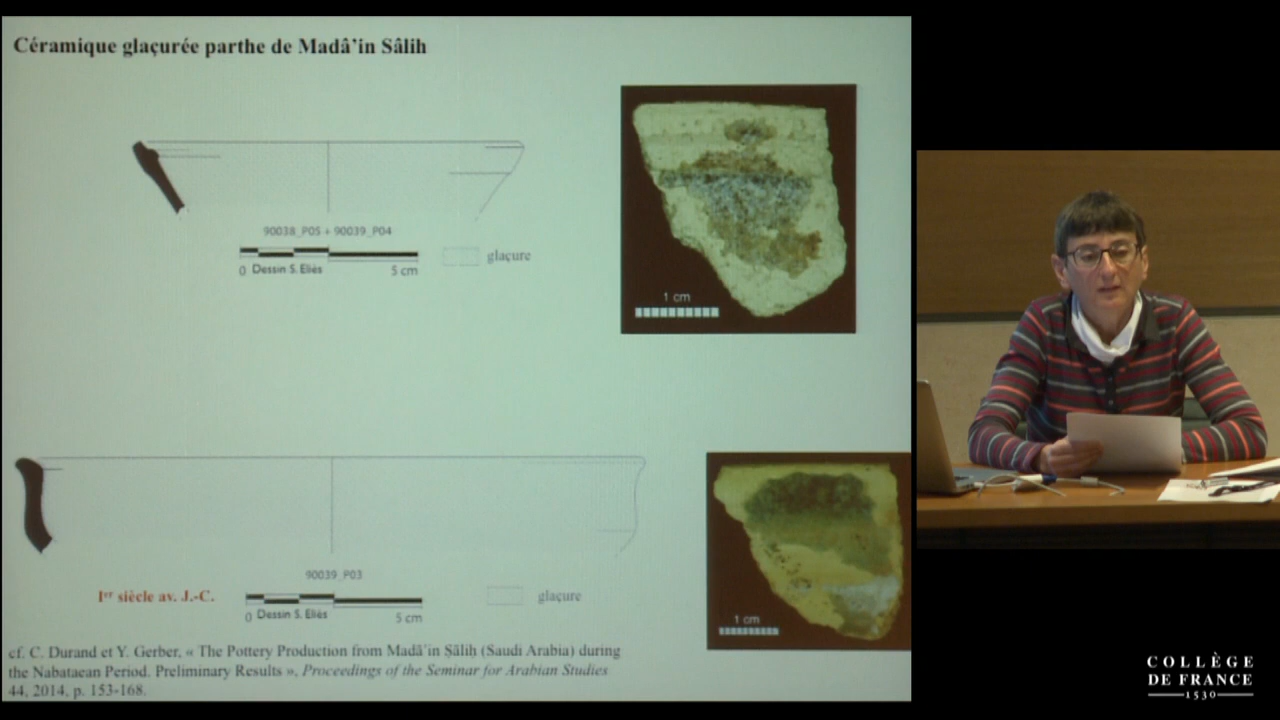 Céramique glaçurée parthe de Madâ’in Sâlih
90038_P05 + 90039_P04
0 Dessin S. Eliès 5 cm
glaçure
1 cm
90039_P03
Iᵉʳ siècle av. J.-C.
0 Dessin S. Eliès 5 cm
glaçure
1 cm
cf. C. Durand et Y. Gerber, « The Pottery Production from Madâ’in Ṣâliḥ (Saudi Arabia) during
the Nabataean Period. Preliminary Results », Proceedings of the Seminar for Arabian Studies
44, 2014, p. 153-168.
COLLÈGE
DE FRANCE
1530